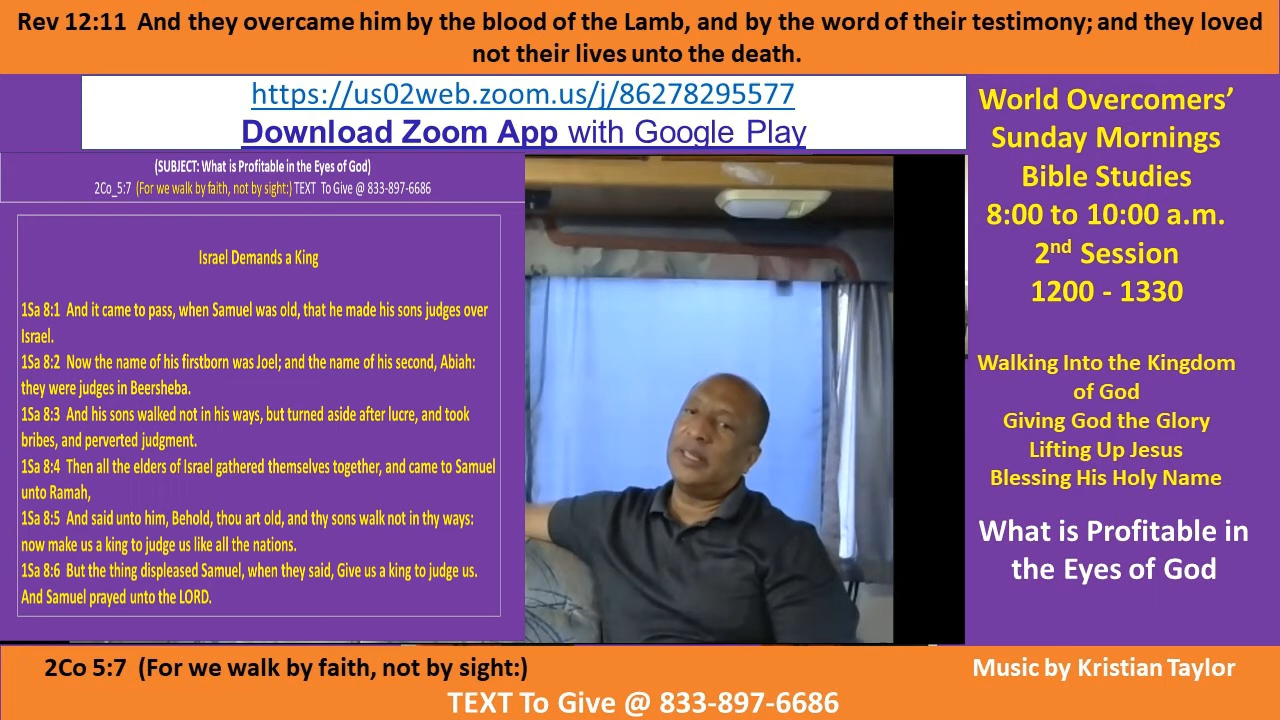 Rev 12:11  And they overcame him by the blood of the Lamb, and by the word of their testimony; and they loved
not their lives unto the death.
https://us02web.zoom.us/j/86278295577
Download Zoom App with Google Play
(SUBJECT: What is Profitable in the Eyes of God)
2Co_5:7  (For we walk by faith, not by sight:) TEXT  To Give @ 833-897-6686
Israel Demands a King
1Sa 8:1  And it came to pass, when Samuel was old, that he made his sons judges over
Israel.
1Sa 8:2  Now the name of his firstborn was Joel; and the name of his second, Abiah:
they were judges in Beersheba.
1Sa 8:3  And his sons walked not in his ways, but turned aside after lucre, and took
bribes, and perverted judgment.
1Sa 8:4  Then all the elders of Israel gathered themselves together, and came to Samuel
unto Ramah,
1Sa 8:5  And said unto him, Behold, thou art old, and thy sons walk not in thy ways:
now make us a king to judge us like all the nations.
1Sa 8:6  But the thing displeased Samuel, when they said, Give us a king to judge us.
And Samuel prayed unto the LORD.
World Overcomers’
Sunday Mornings
Bible Studies
8:00 to 10:00 a.m.
2nd Session
1200 - 1330
Walking Into the Kingdom
of God
Giving God the Glory
Lifting Up Jesus
Blessing His Holy Name
What is Profitable in
the Eyes of God
2Co 5:7  (For we walk by faith, not by sight:)
Music by Kristian Taylor
TEXT To Give @ 833-897-6686